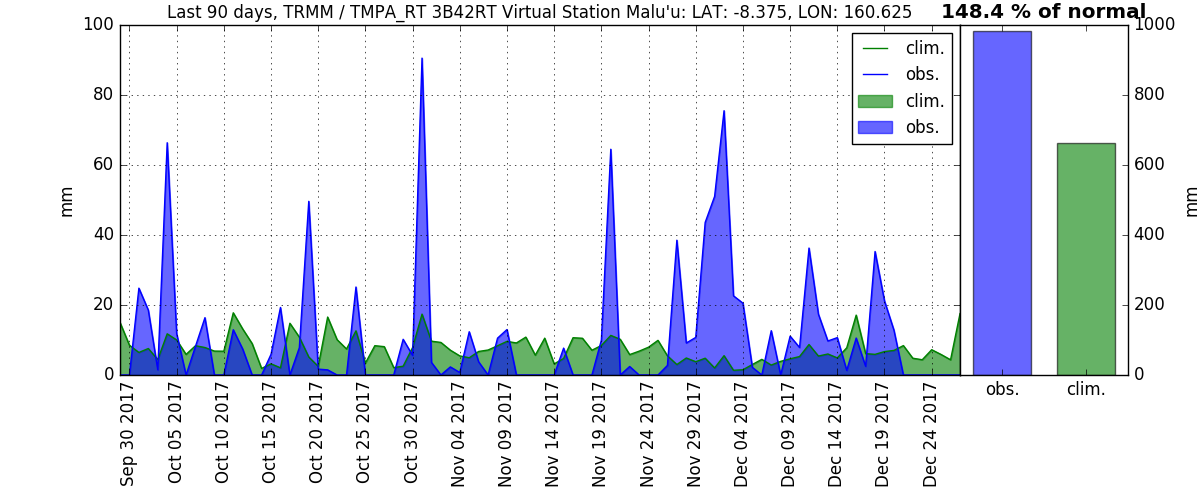 Last 90 days, TRMM / TMPA_RT 3B42RT Virtual Station Malu'u: LAT: -8.375, LON: 160.625
148.4 % of normal
100
80
60
40
20
0
mm
clim.
obs.
clim.
obs.
Sep 30 2017
Oct 05 2017
Oct 10 2017
Oct 15 2017
Oct 20 2017
Oct 25 2017
Oct 30 2017
Nov 04 2017
Nov 09 2017
Nov 14 2017
Nov 19 2017
Nov 24 2017
Nov 29 2017
Dec 04 2017
Dec 09 2017
Dec 14 2017
Dec 19 2017
Dec 24 2017
1000
800
600
400
200
0
mm
obs.
clim.